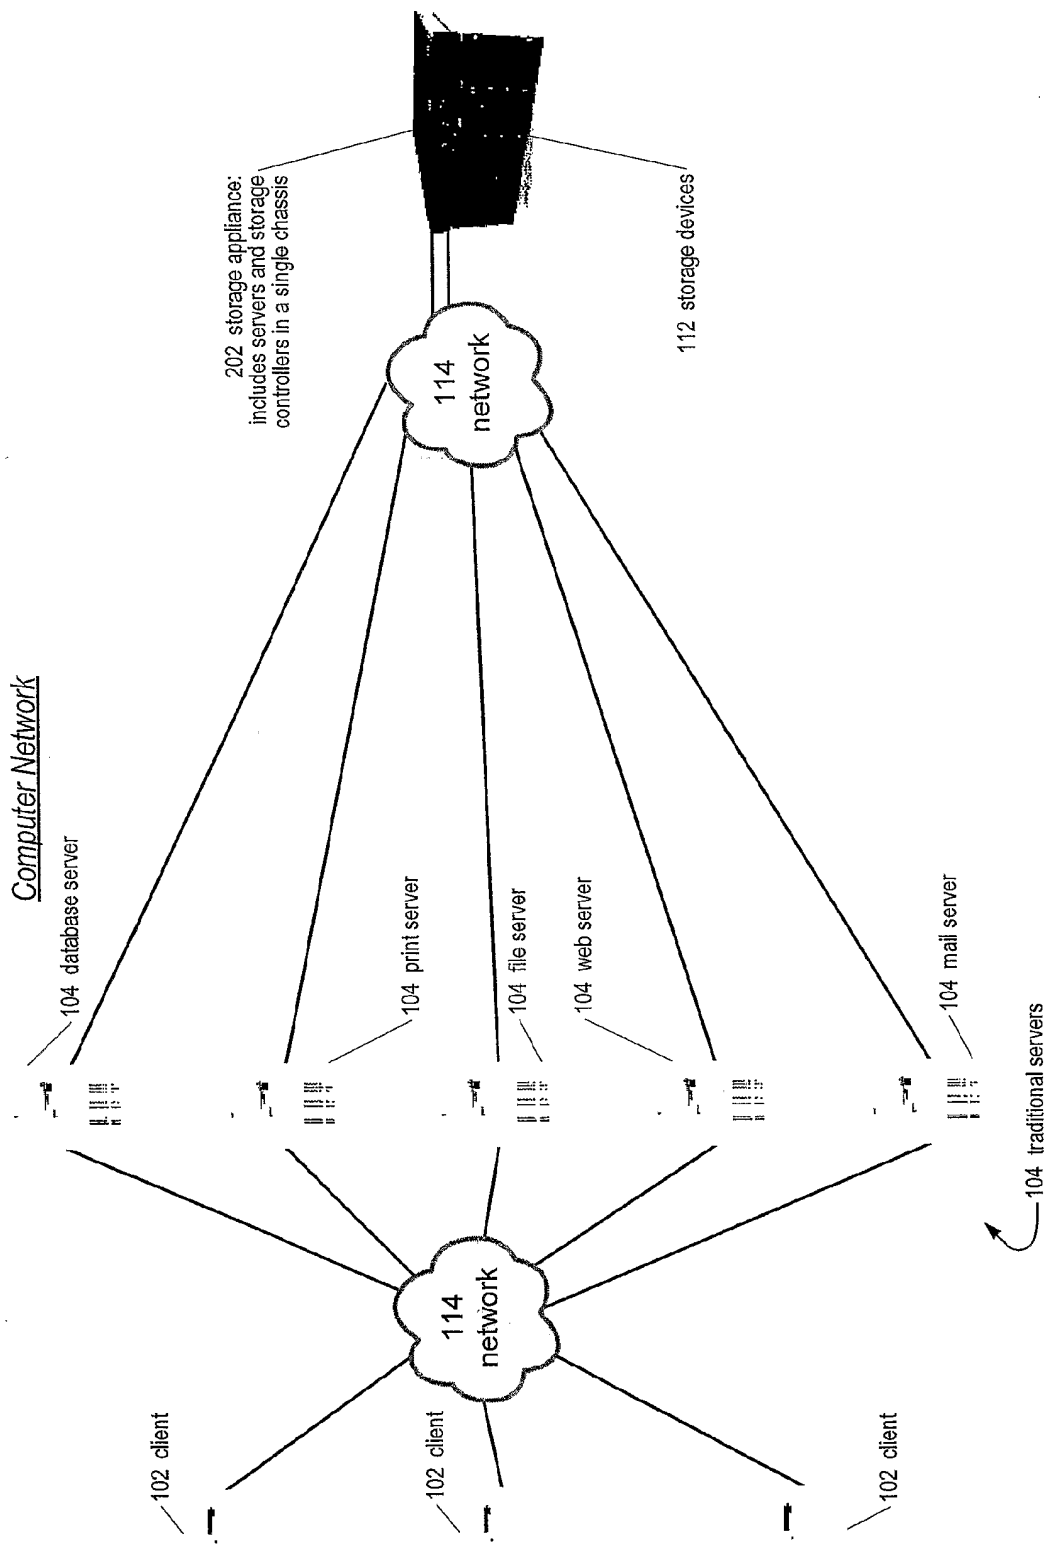 Computer Network
102 client
102 client
102 client
114
network
104 database server
104 print server
104 file server
104 web server
104 mail server
104 traditional servers
114
network
202 storage appliance:
includes servers and storage
controllers in a single chassis
112 storage devices